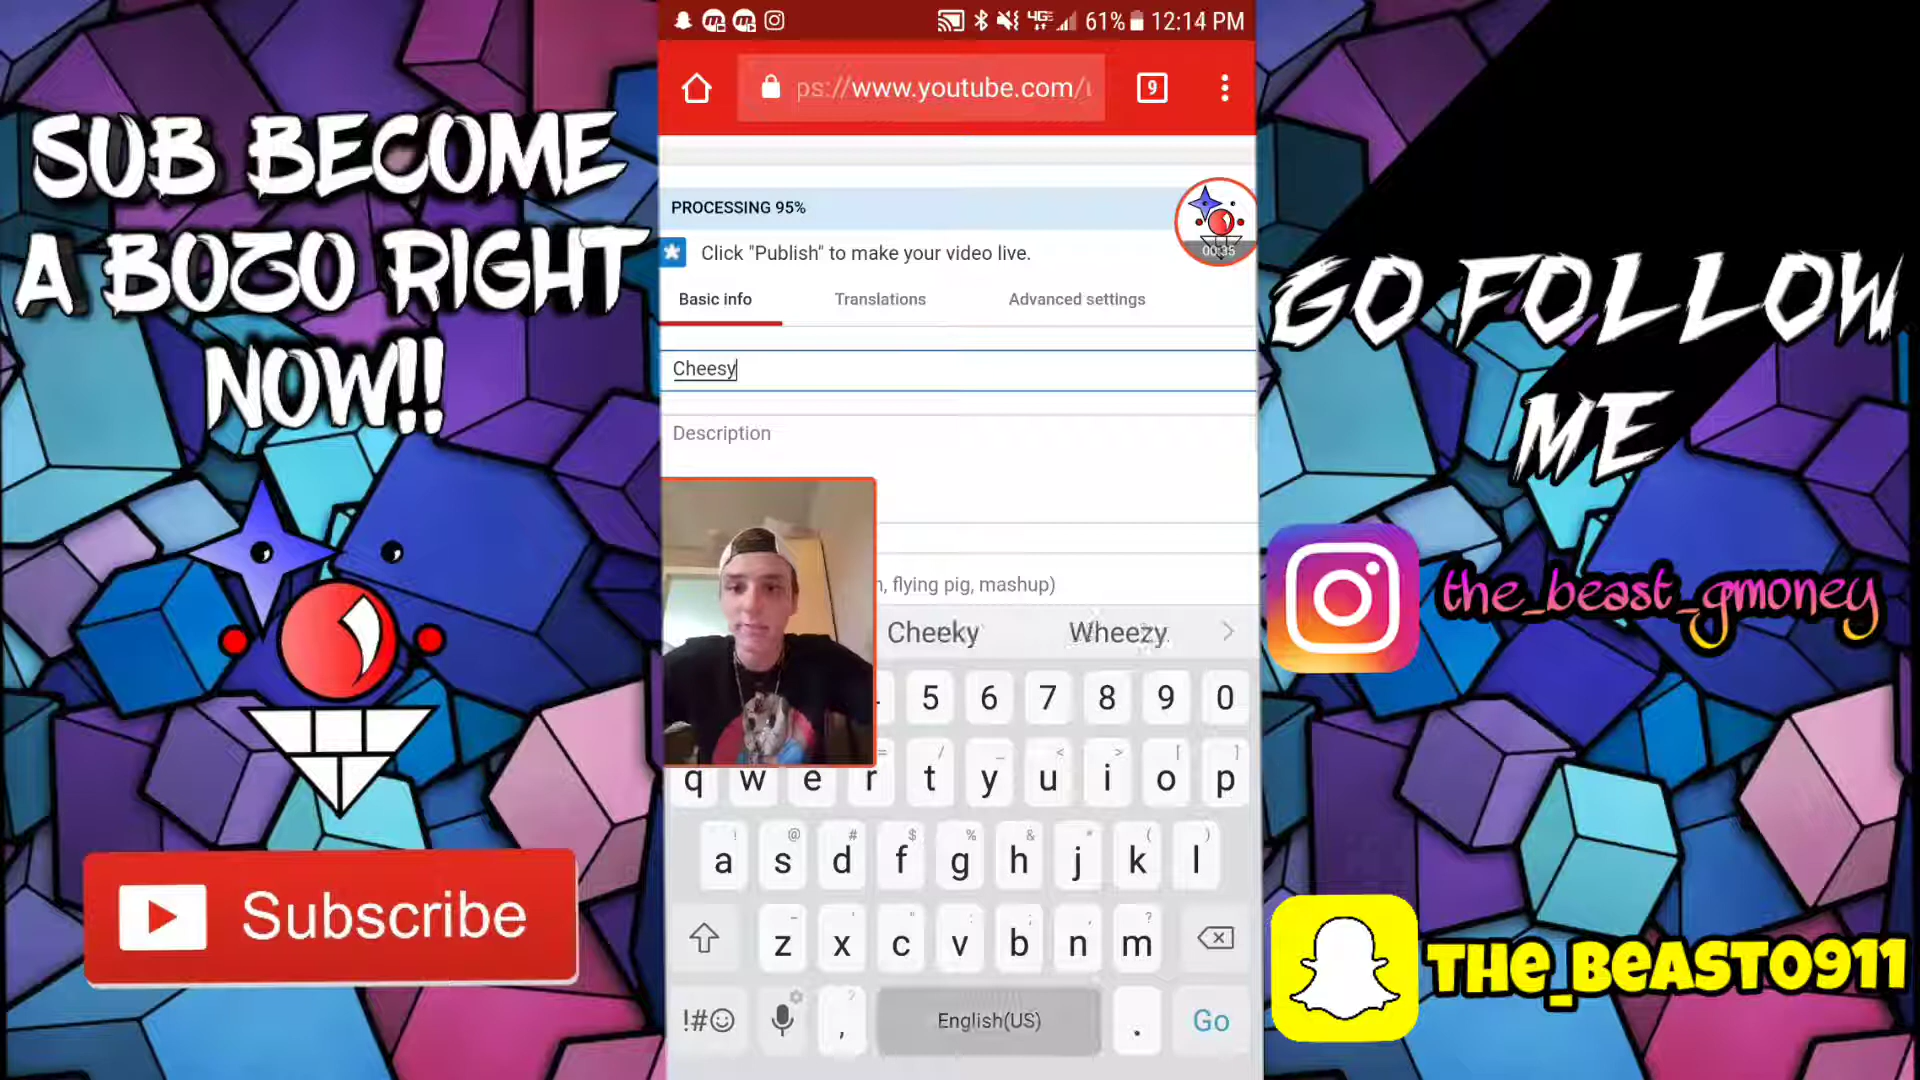 SUB BECOME
A BOZO RIGHT
NOW!!
Subscribe
61% 12:14 PM
ps://www.youtube.com/
9
PROCESSING 95%
00:35
Click "Publish" to make your video live.
Basic info
Translations
Advanced settings
Cheesy
Description
, flying pig, mashup)
Cheeky
Wheezy
5 6 7 8 9 0
q w e r t y u i o p
a s d f g h j k l
z x c v b n m
!#☺ , English(US) . Go
GO FOLLOW
ME
the_beast_gmoney
THE_BEAST0911